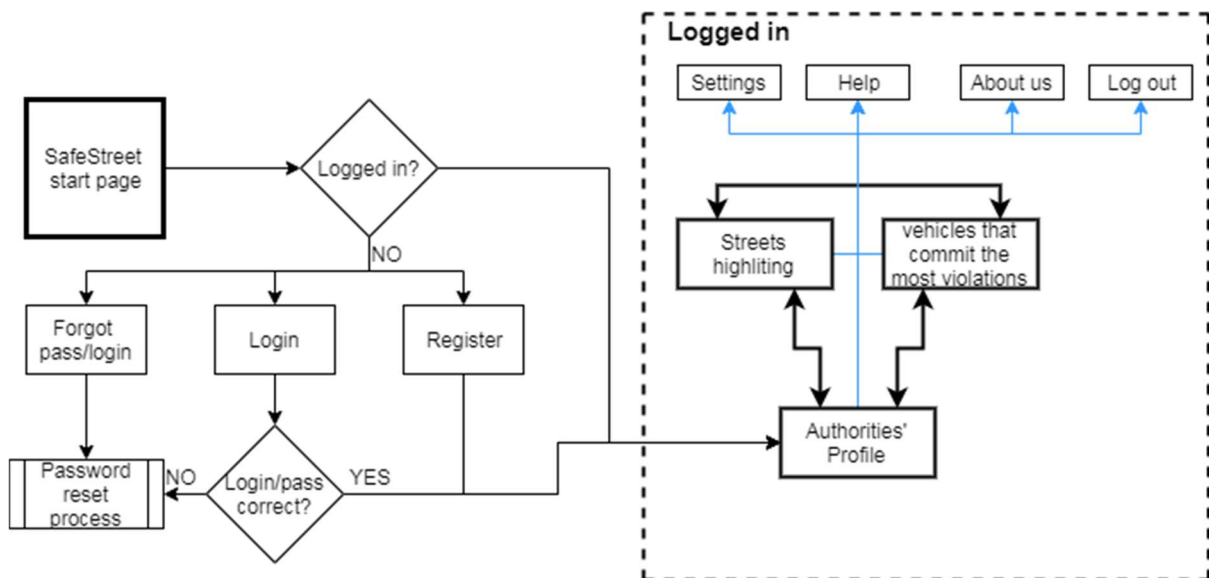 Logged in
Settings
Help
About us
Log out
SafeStreet
start page
Logged in?
Streets
highliting
vehicles that
commit the
most violations
NO
Forgot
pass/login
Login
Register
Authorities'
Profile
Password
reset
process
NO
Login/pass
correct?
YES